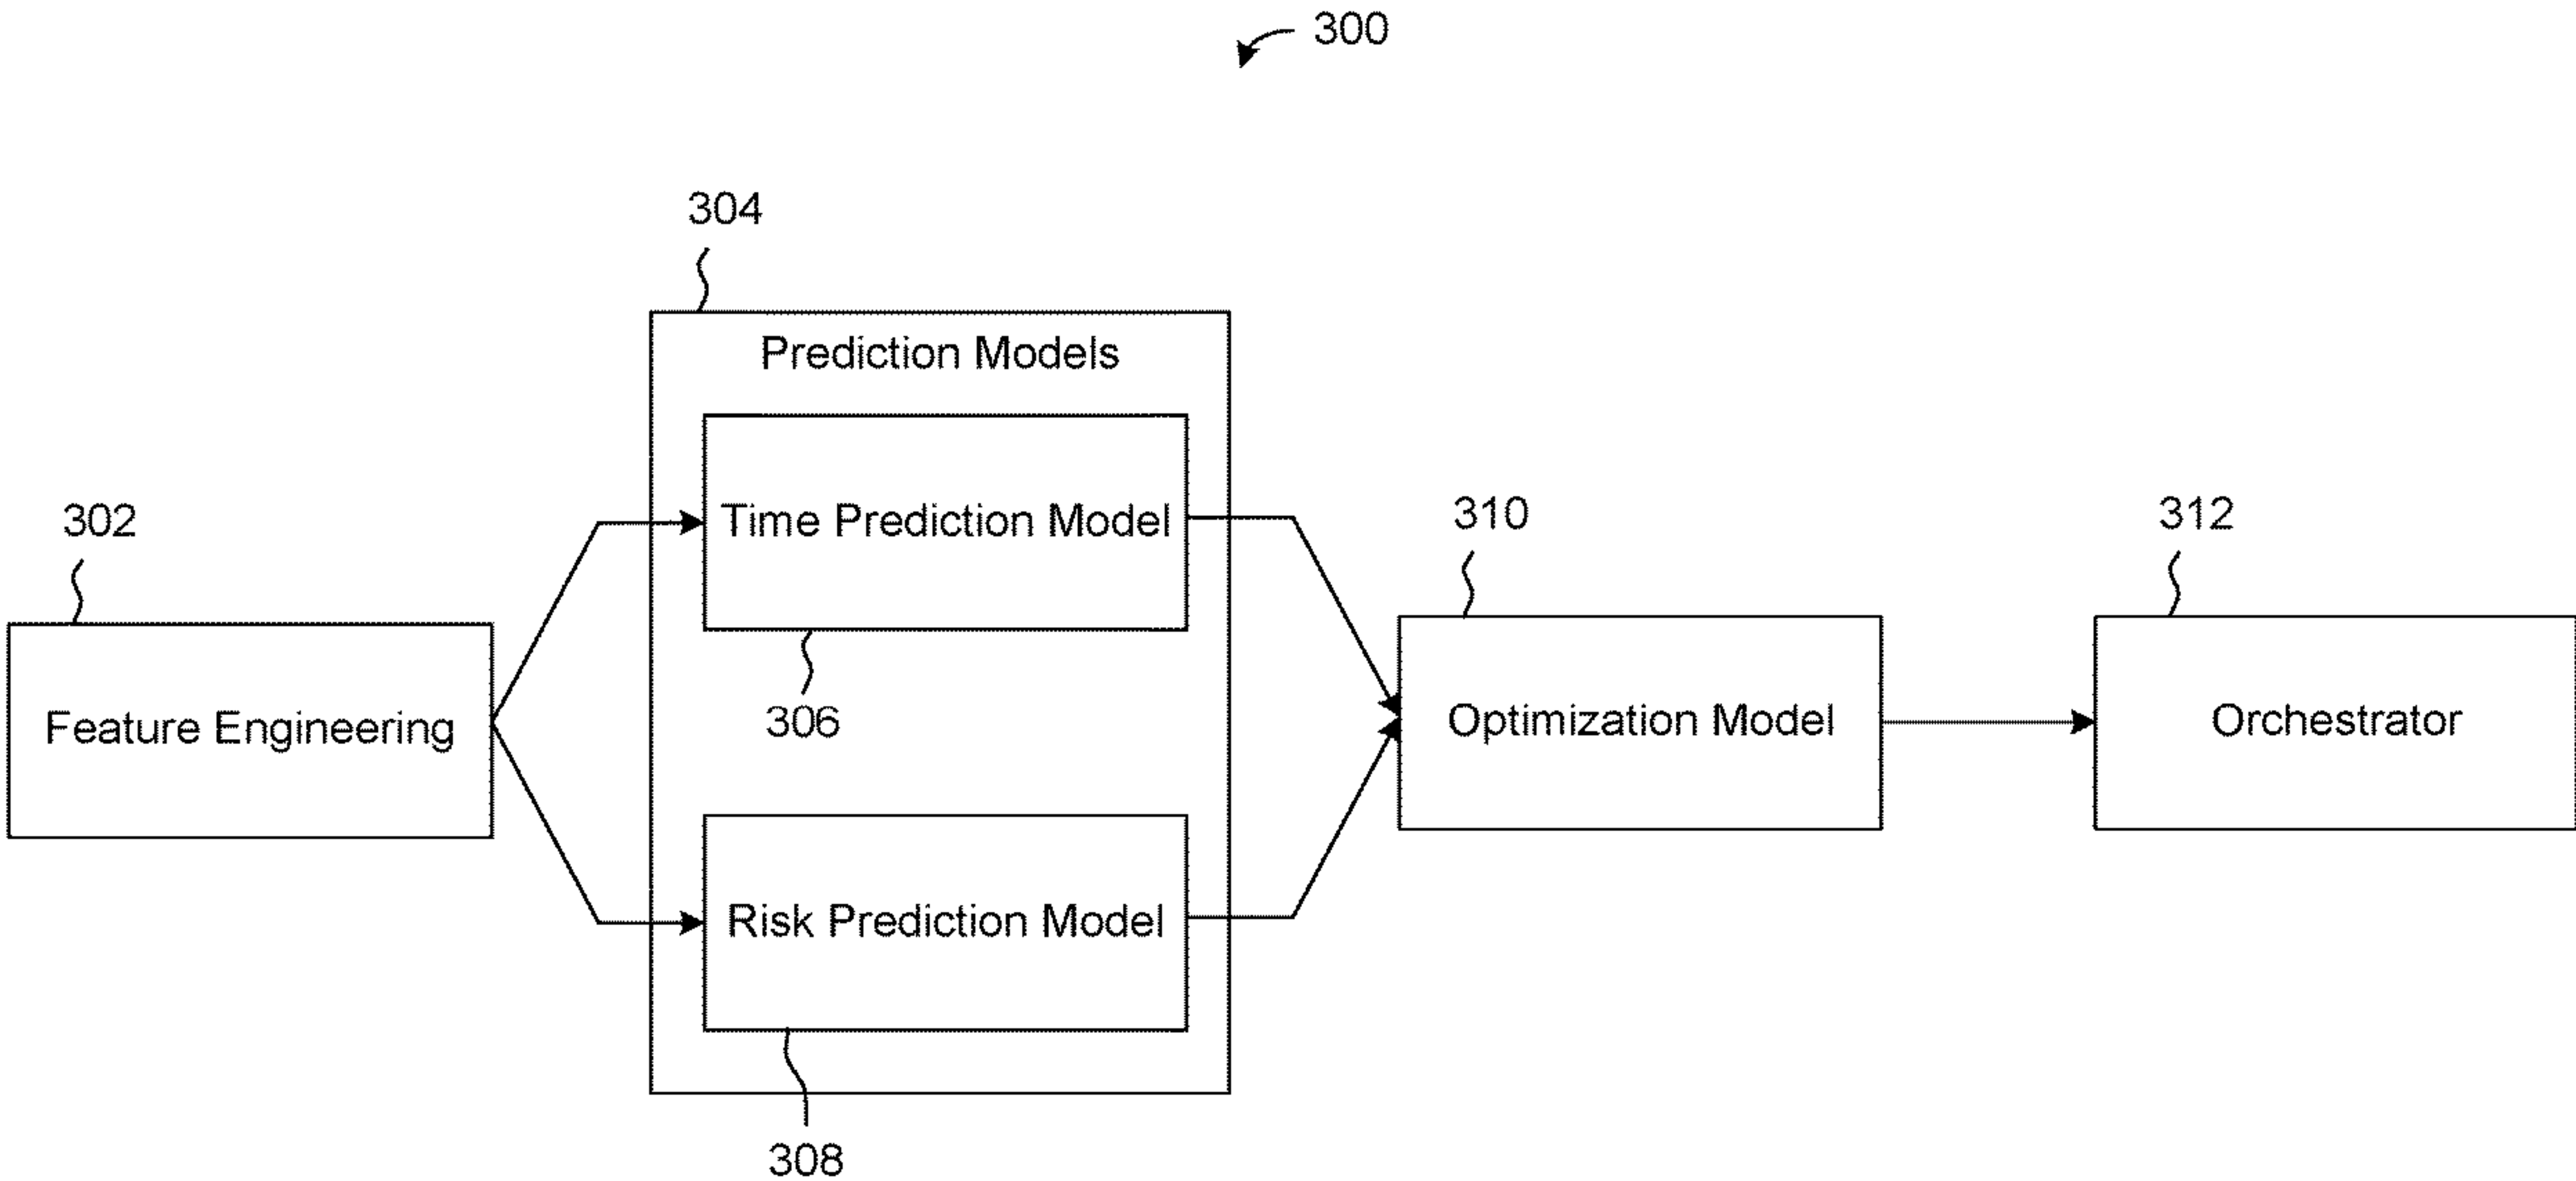 300
304
Prediction Models
302
Time Prediction Model
310
312
306
Feature Engineering
Optimization Model
Orchestrator
Risk Prediction Model
308